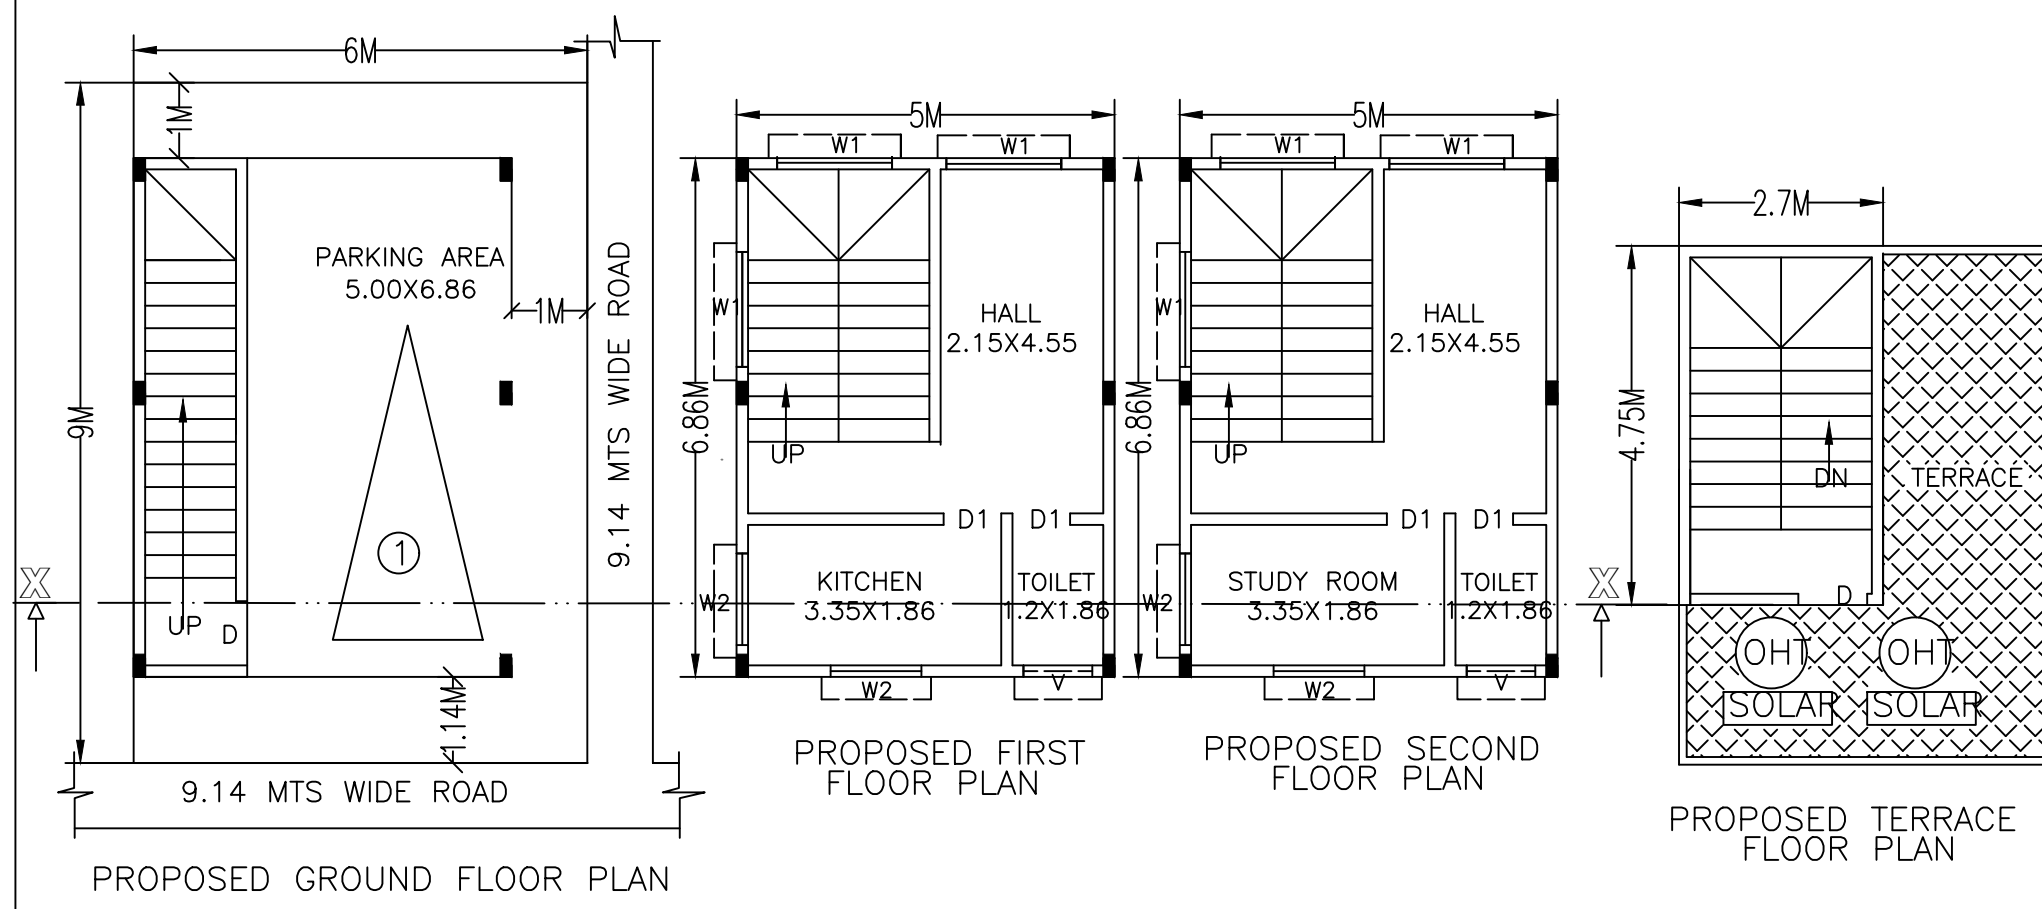 6M
1M
9M
PARKING AREA
5.00X6.86
1M
9.14 MTS WIDE ROAD
1
X
UP
D
1.14M
9.14 MTS WIDE ROAD
PROPOSED GROUND FLOOR PLAN
5M
W1
W1
W1
6.86M
HALL
2.15X4.55
UP
D1
D1
KITCHEN
3.35X1.86
TOILET
1.2X1.86
W2
W2
V
PROPOSED FIRST
FLOOR PLAN
5M
W1
W1
W1
6.86M
HALL
2.15X4.55
UP
D1
D1
STUDY ROOM
3.35X1.86
TOILET
1.2X1.86
W2
W2
V
X
PROPOSED SECOND
FLOOR PLAN
2.7M
4.75M
DN
TERRACE
D
OHT
OHT
SOLAR
SOLAR
PROPOSED TERRACE
FLOOR PLAN